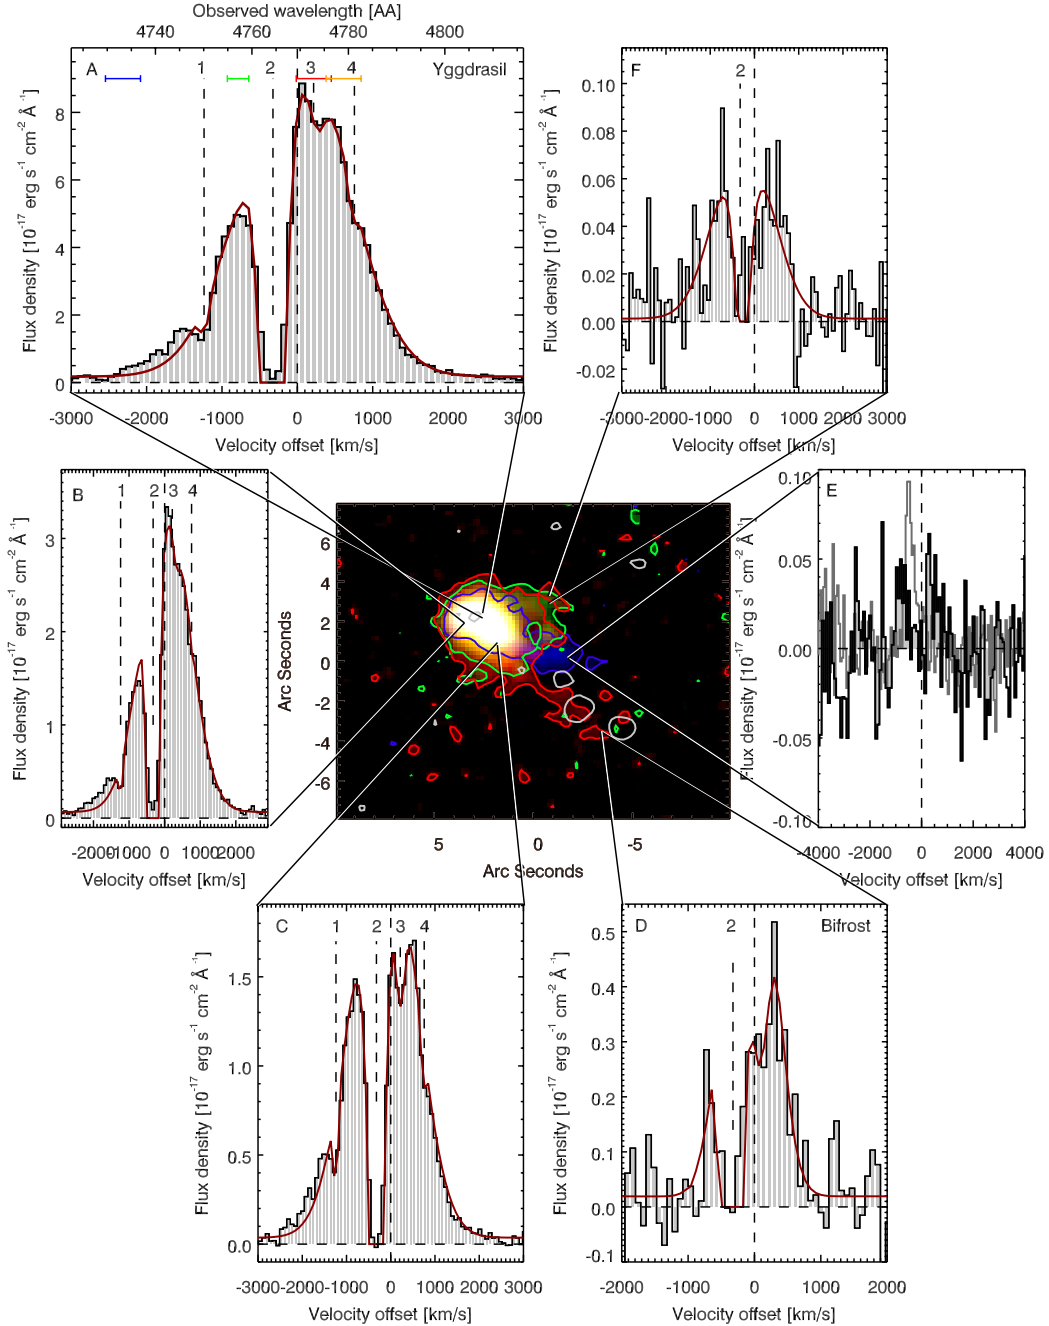 Observed wavelength [AA]
4740 4760 4780 4800
A 1 2 3 4 Yggdrasil
Flux density [10-17 erg s-1 cm-2 Å-1]
8
6
4
2
0
-3000 -2000 -1000 0 1000 2000 3000
Velocity offset [km/s]
F 2
Flux density [10-17 erg s-1 cm-2 Å-1]
0.10
0.08
0.06
0.04
0.02
0.00
-0.02
-3000 -2000 -1000 0 1000 2000 3000
Velocity offset [km/s]
B 1 2 3 4
Flux density [10-17 erg s-1 cm-2 Å-1]
3
2
1
0
-2000 -1000 0 1000 2000
Velocity offset [km/s]
Arc Seconds
6
4
2
0
-2
-4
-6
5 0 -5
Arc Seconds
E
Flux density [10-17 erg s-1 cm-2 Å-1]
0.10
0.05
0.00
-0.05
-0.10
-4000 -2000 0 2000 4000
Velocity offset [km/s]
C 1 2 3 4
Flux density [10-17 erg s-1 cm-2 Å-1]
1.5
1.0
0.5
0.0
-3000 -2000 -1000 0 1000 2000 3000
Velocity offset [km/s]
D 2 Bifrost
Flux density [10-17 erg s-1 cm-2 Å-1]
0.5
0.4
0.3
0.2
0.1
0.0
-0.1
-2000 -1000 0 1000 2000
Velocity offset [km/s]